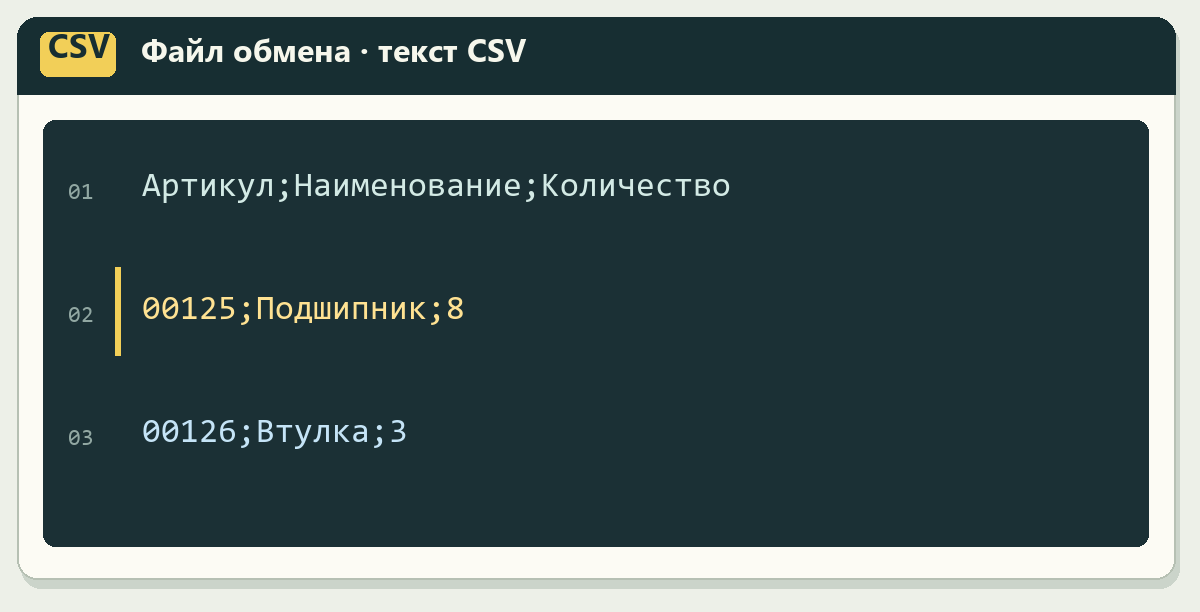 CSV
Файл обмена · текст CSV
01 Артикул;Наименование;Количество
02 00125;Подшипник;8
03 00126;Втулка;3